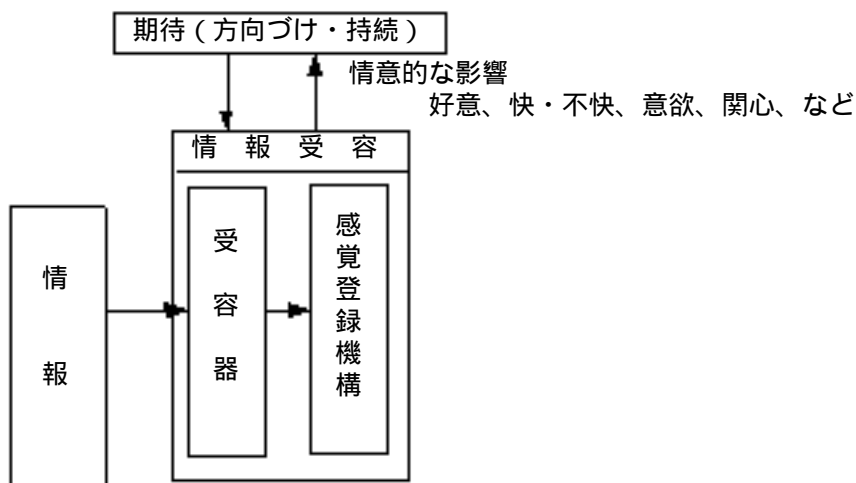 期待（方向づけ・持続）
情意的な影響
好意、快・不快、意欲、関心、など
情報受容
情報
受容器
感覚登録機構